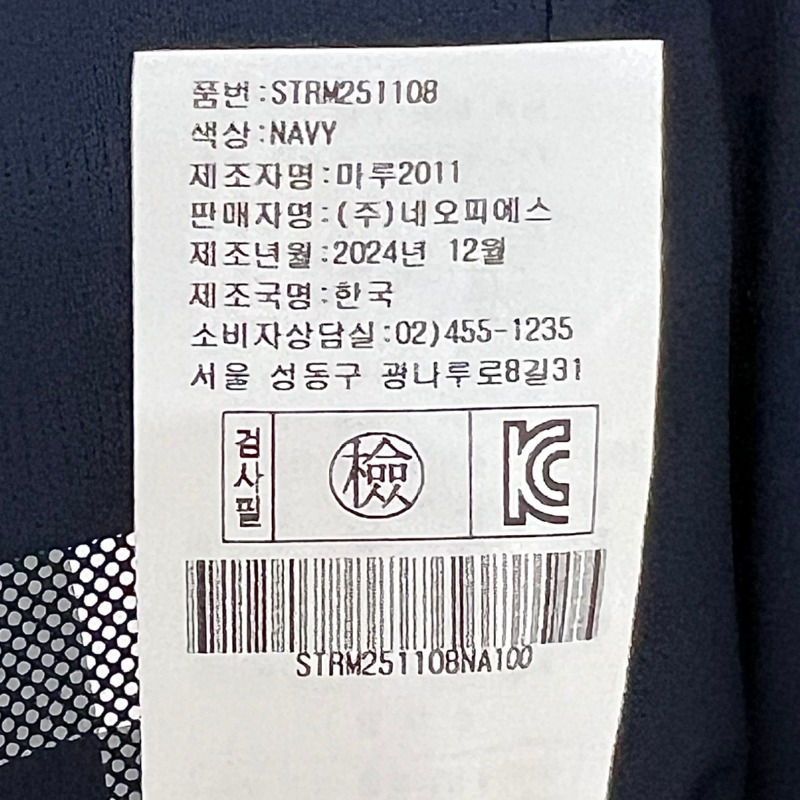 품번:STRM251108
색상:NAVY
제조자명:마루2011
판매자명:(주)네오피에스
제조년월:2024년 12월
제조국명:한국
소비자상담실:02)455-1235
서울 성동구 광나루로8길31
검사필 檢 KC
STRM251108NA100